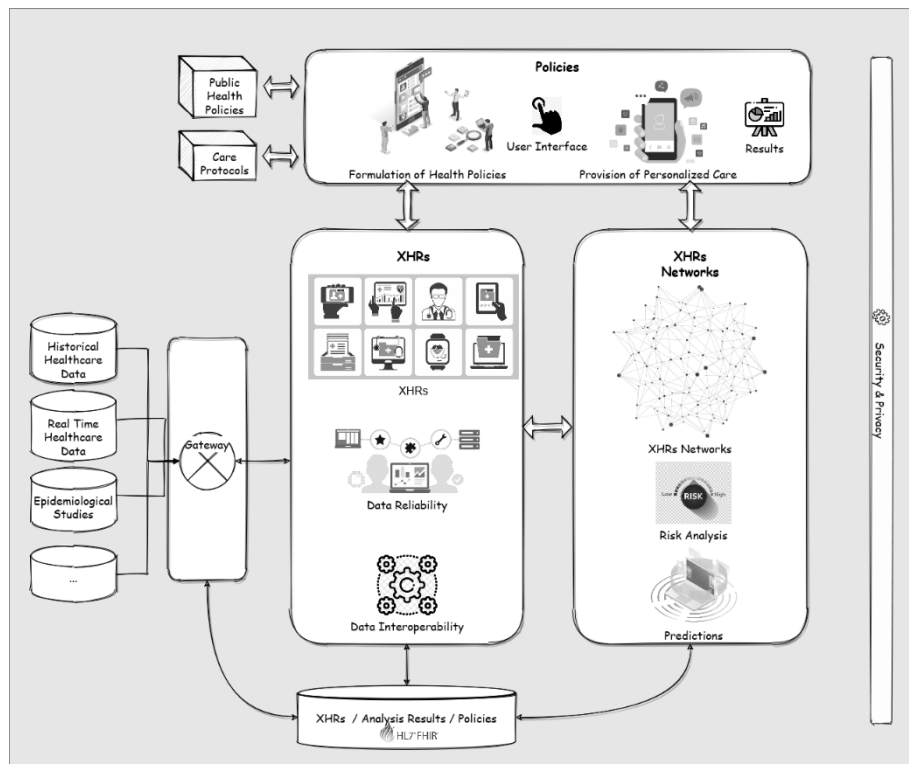 Policies
Public
Health
Policies
Care
Protocols
User Interface
Results
Formulation of Health Policies
Provision of Personalized Care
XHRs
XHRs
Data Reliability
Data Interoperability
XHRs
Networks
XHRs Networks
Low
RISK
High
Risk Analysis
Predictions
Historical
Healthcare
Data
Real Time
Healthcare
Data
Epidemiological
Studies
...
Gateway
XHRs / Analysis Results / Policies
HL7 FHIR
Security & Privacy